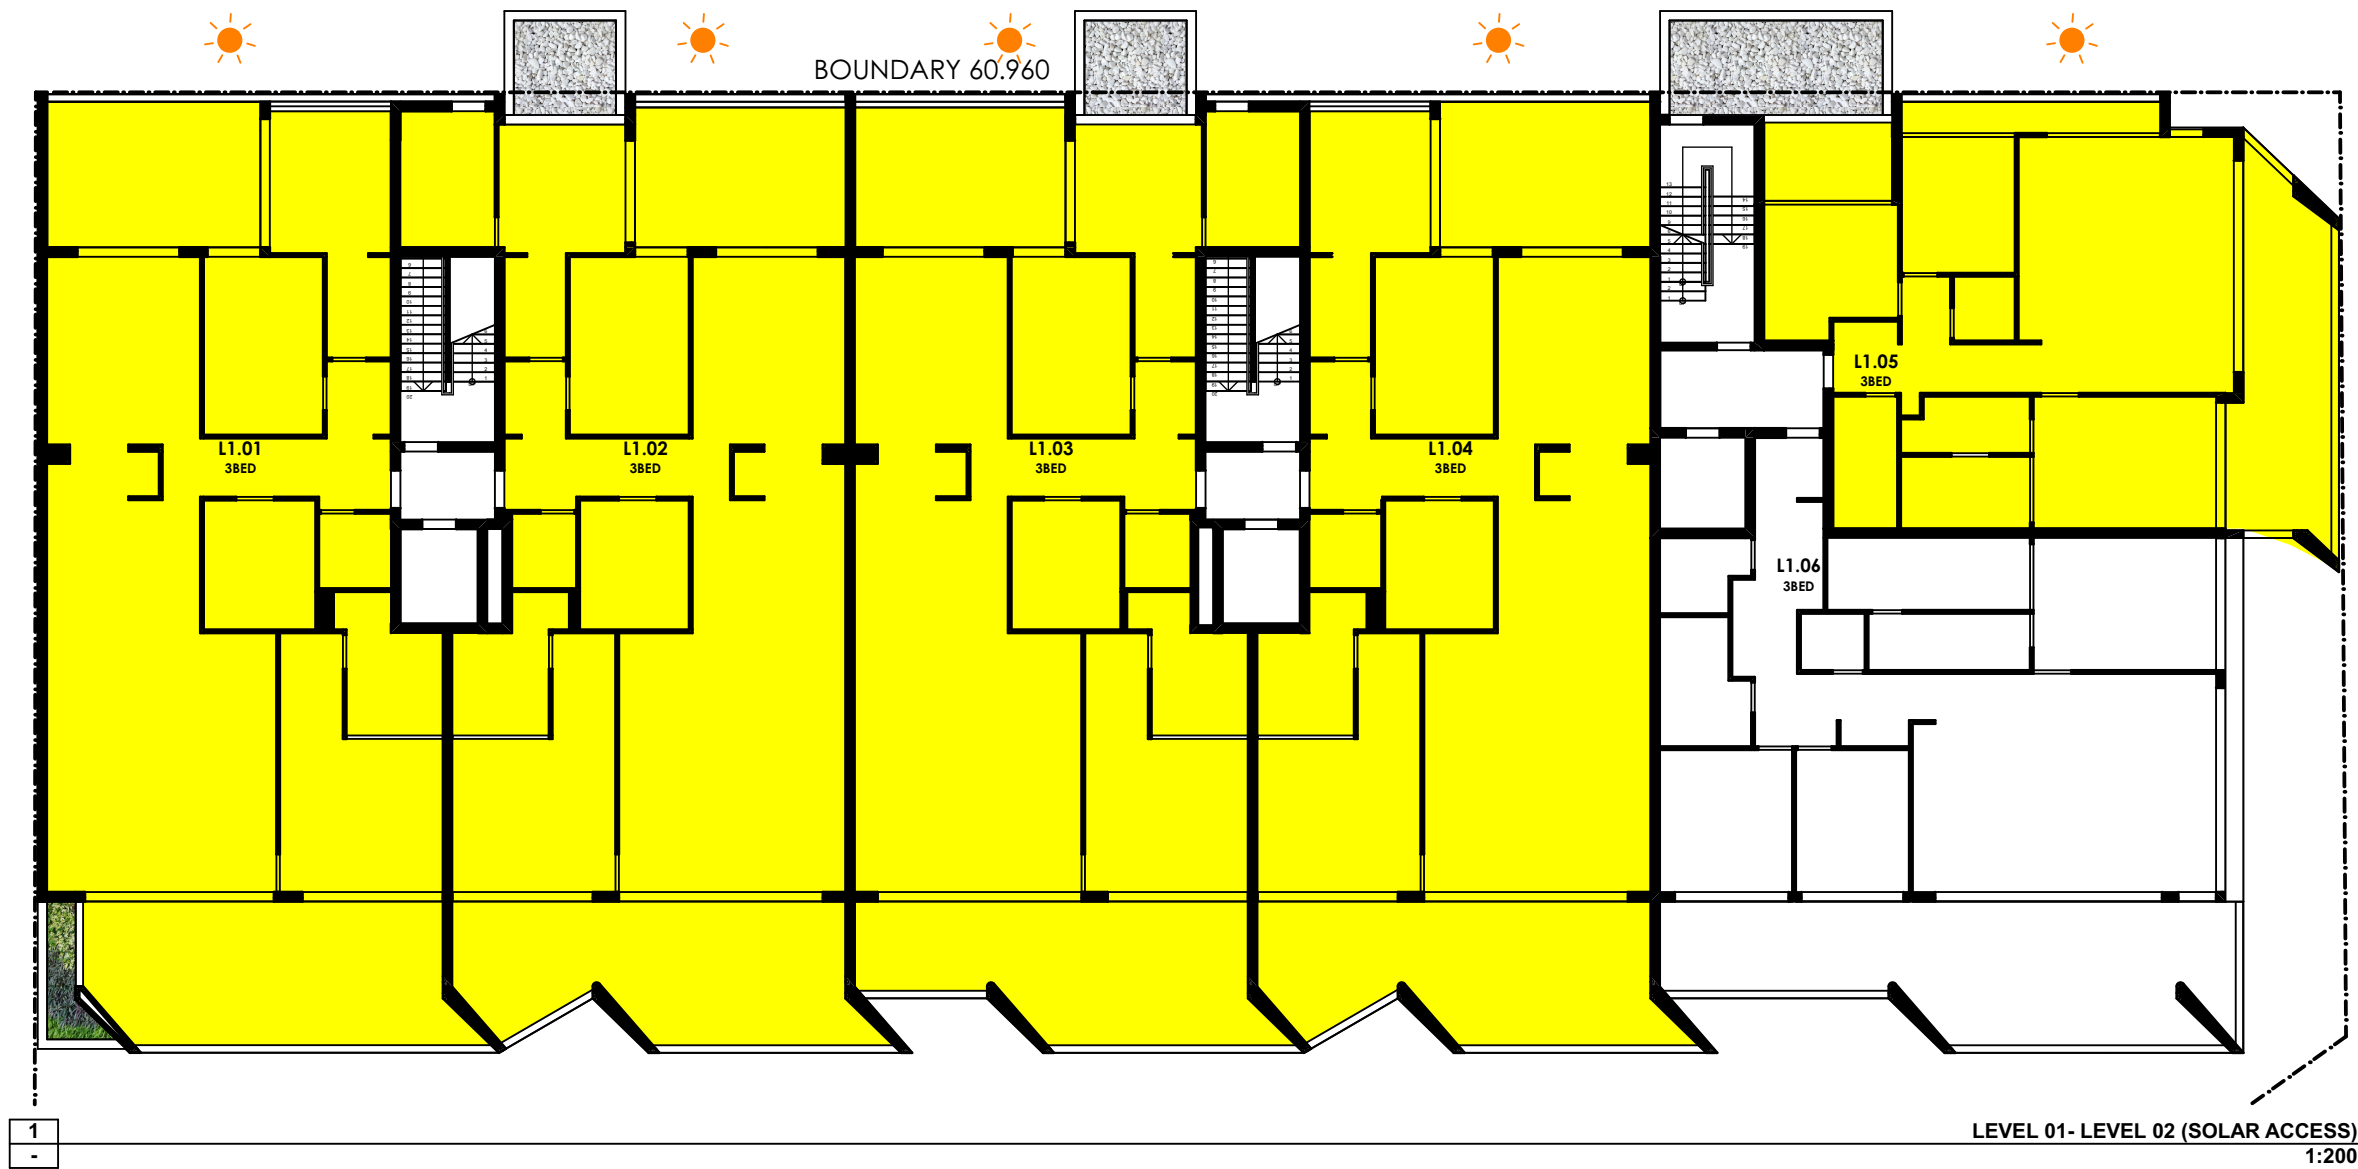 BOUNDARY 60.960
L1.01
3BED
L1.02
3BED
L1.03
3BED
L1.04
3BED
L1.05
3BED
L1.06
3BED
1
-
LEVEL 01- LEVEL 02 (SOLAR ACCESS)
1:200